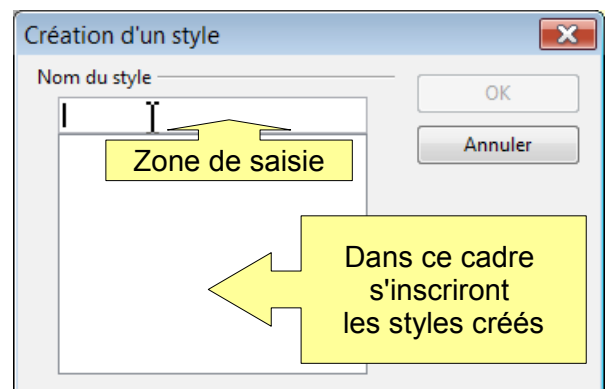 Création d'un style
Nom du style
OK
Annuler
Zone de saisie
Dans ce cadre
s'inscriront
les styles créés